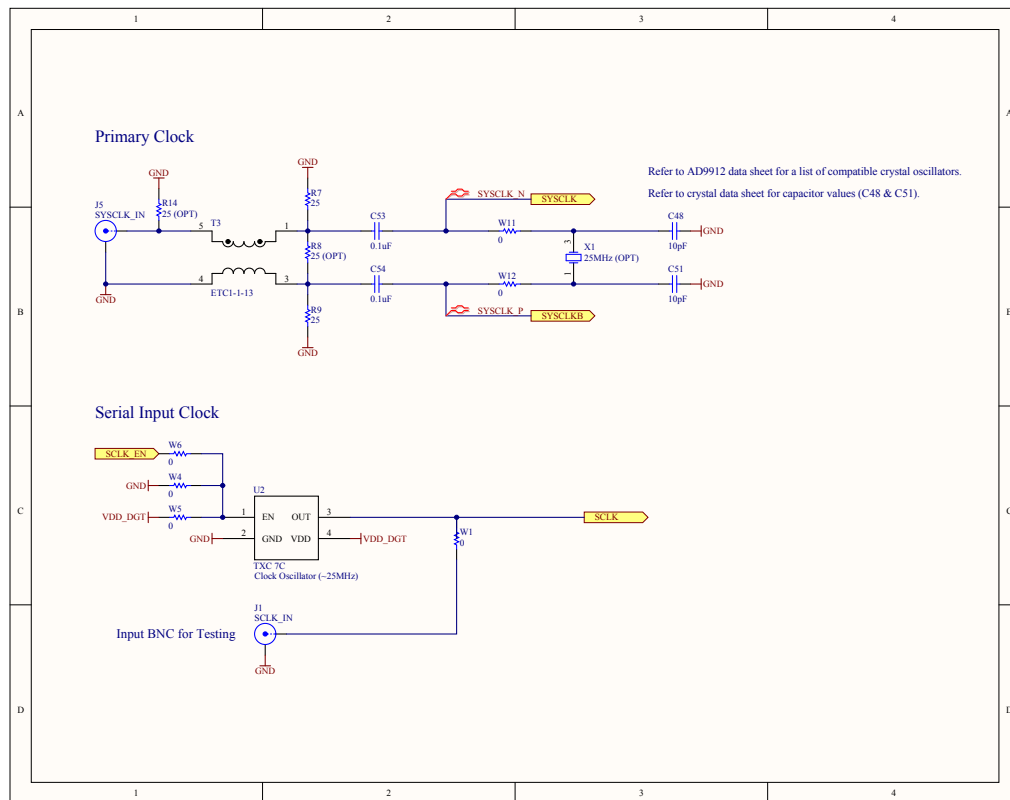 1 2 3 4
A A
Primary Clock
GND
GND
R7
25
Refer to AD9912 data sheet for a list of compatible crystal oscillators.
Refer to crystal data sheet for capacitor values (C48 & C51).
SYSCLK_N
SYSCLK
J5
SYSCLK_IN
R14
25 (OPT)
T3
5
1
C53
0.1uF
W11
0
C48
10pF
GND
R8
25 (OPT)
3
X1
25MHz (OPT)
1
4
3
ETC1-1-13
C54
0.1uF
W12
0
C51
10pF
GND
GND
R9
25
SYSCLK_P
SYSCLKB
B B
GND
Serial Input Clock
SCLK_EN
W6
0
GND
W4
0
VDD_DGT
W5
0
U2
1 EN OUT 3
GND 2 GND VDD 4 VDD_DGT
TXC 7C
Clock Oscillator (~25MHz)
W1
0
SCLK
C C
J1
SCLK_IN
Input BNC for Testing
GND
D D
1 2 3 4